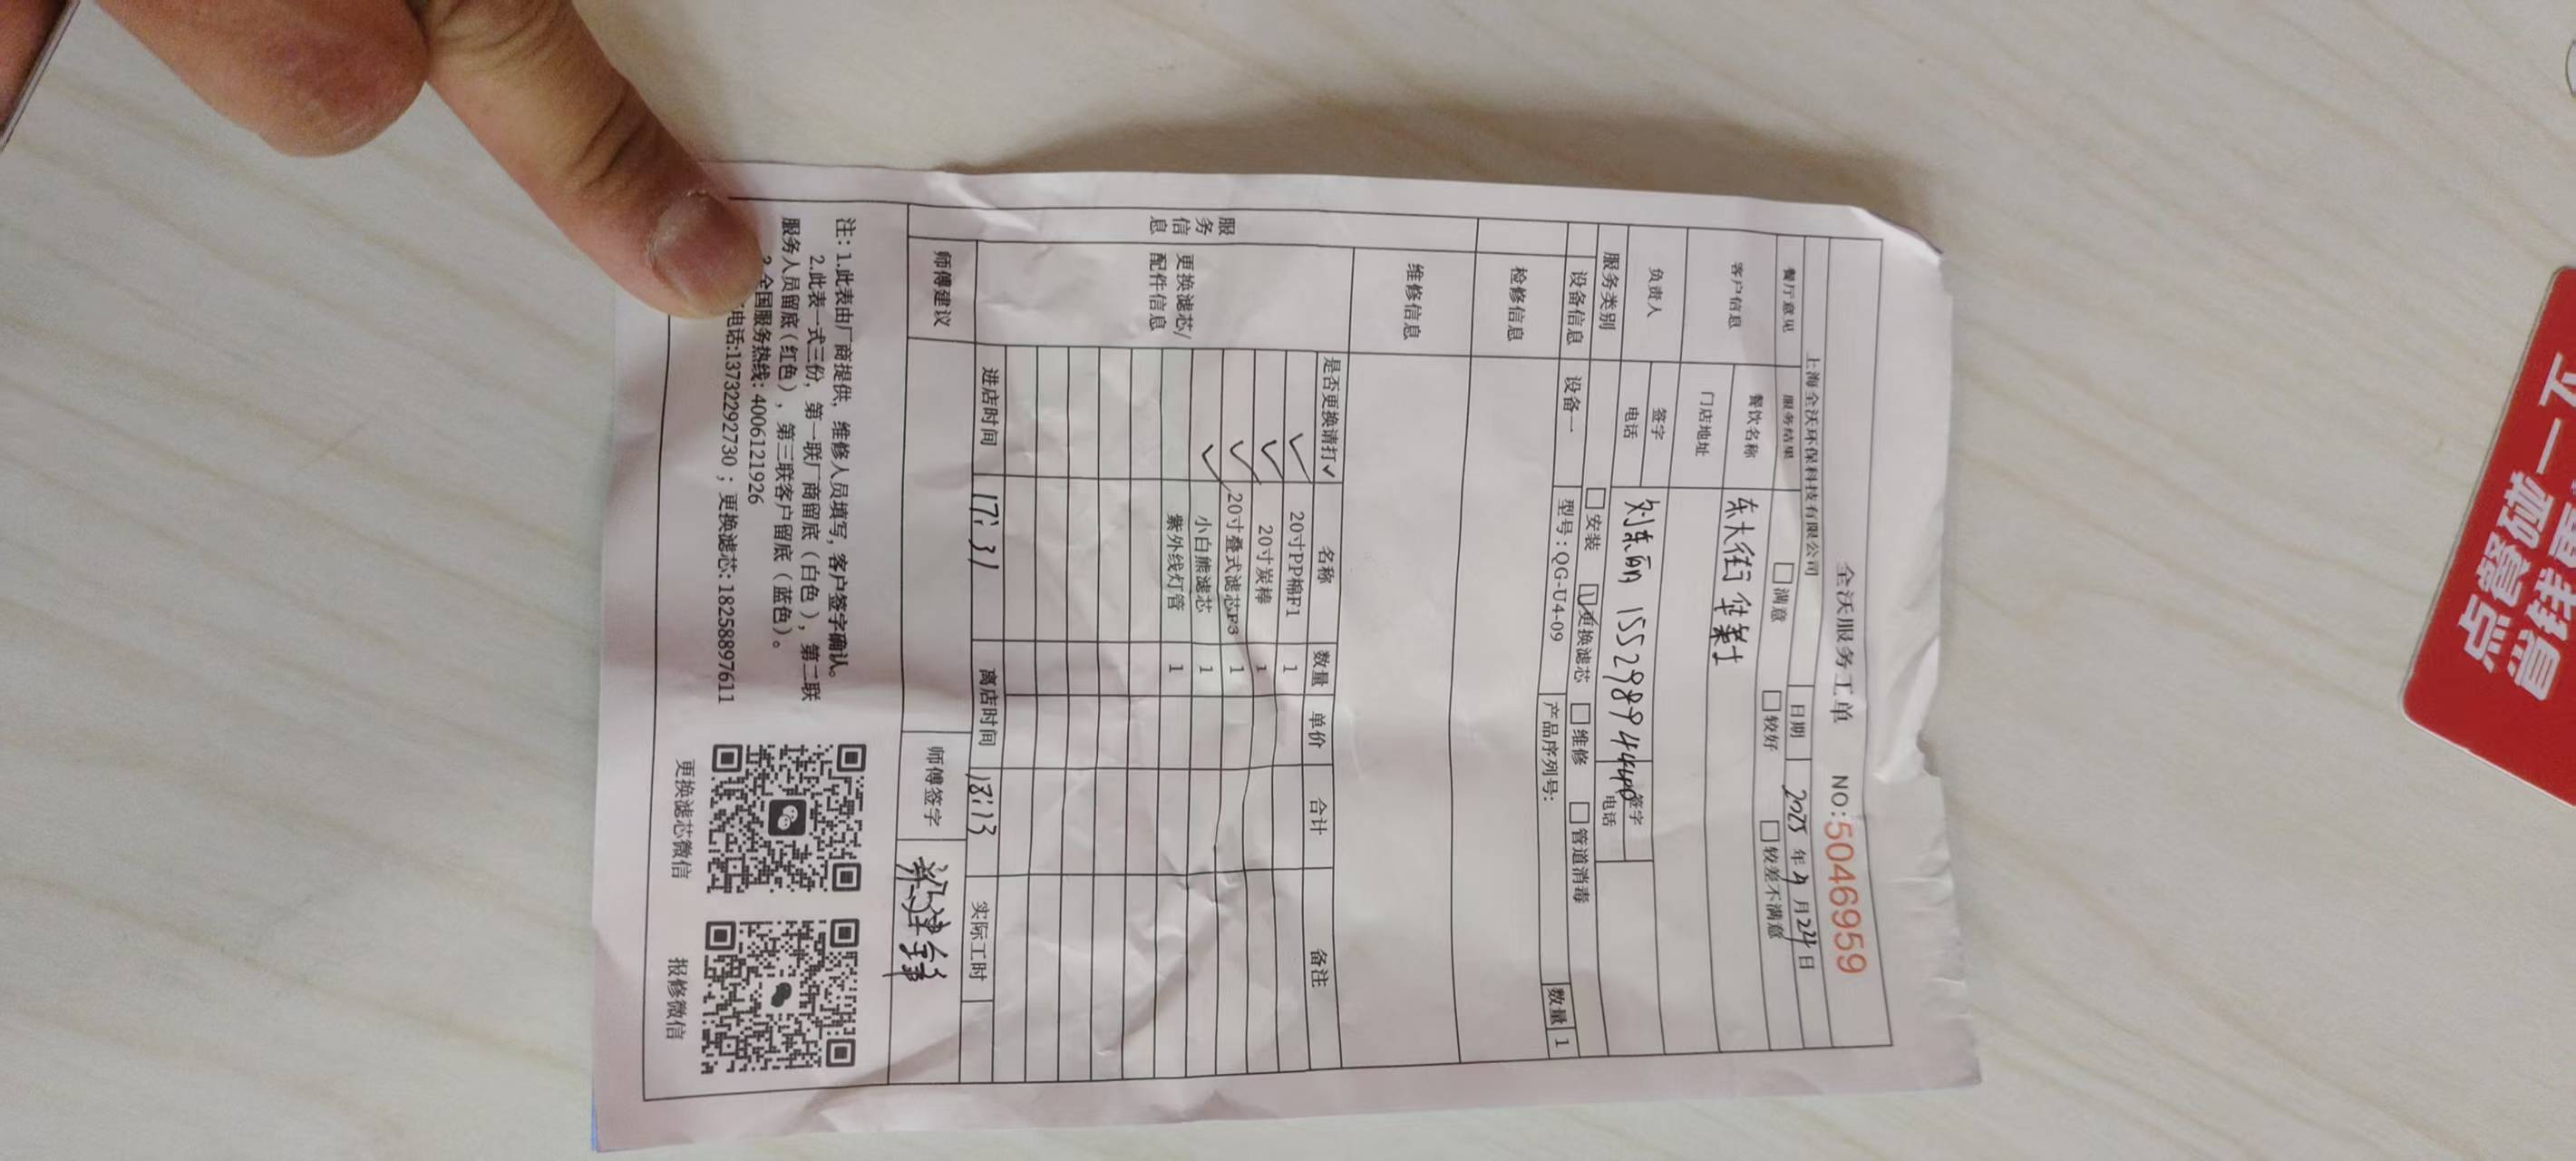 全沃服务工单 NO:5046959
上海全沃环保科技有限公司 日期 2025 年 9 月 24 日
餐厅意见 服务结果 □满意 □较好 □较差不满意
客户信息 餐饮名称 东大街
门店地址
负责人 签字 刘东丽 签字
电话 电话
服务类别 □安装 ☑更换滤芯 □维修 □管道消毒
设备信息 设备一 型号:QG-U4-09 产品序列号: 数量 1
检修信息
维修信息
服务信息
更换滤芯/配件信息
是否更换请打✓ 名称 数量 单价 合计 备注
✓ 20寸PP棉F1 1
✓ 20寸炭棒 1
✓ 20寸叠式滤芯F3 1
✓ 小白熊滤芯 1
紫外线灯管 1
进店时间 17:31 离店时间 18:13 实际工时
师傅建议 师傅签字
注:1.此表由厂商提供,维修人员填写,客户签字确认。
2.此表一式三份,第一联厂商留底(白色),第二联
服务人员留底(红色),第三联客户留底(蓝色)。
3.全国服务热线:4006121926
电话:13732292730;更换滤芯:18258897611
更换滤芯微信 报修微信
点餐碰一下
省钱